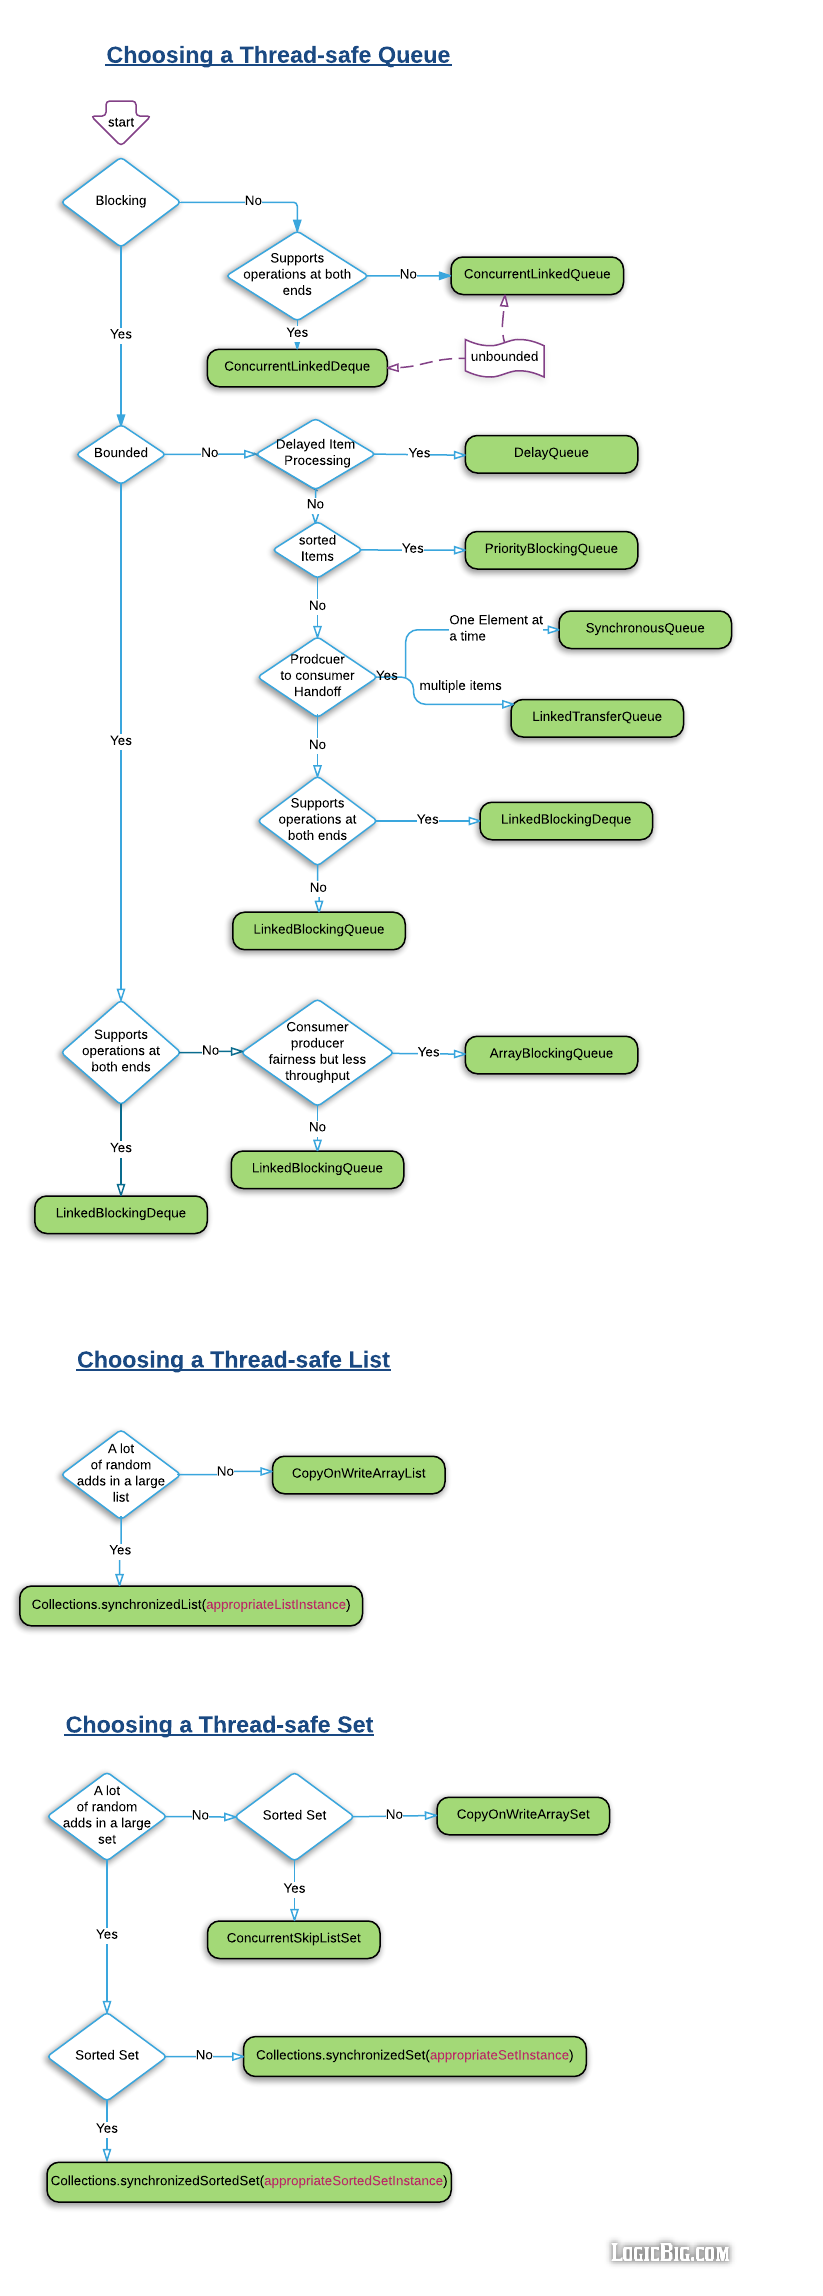 Choosing a Thread-safe Queue
start
Blocking
No
Supports
operations at both
ends
No
ConcurrentLinkedQueue
Yes
Yes
unbounded
ConcurrentLinkedDeque
Bounded
No
Delayed Item
Processing
Yes
DelayQueue
No
sorted
Items
Yes
PriorityBlockingQueue
No
One Element at
a time
SynchronousQueue
Prodcuer
to consumer
Handoff
Yes
multiple items
LinkedTransferQueue
Yes
No
Supports
operations at
both ends
Yes
LinkedBlockingDeque
No
LinkedBlockingQueue
Supports
operations at
both ends
No
Consumer
producer
fairness but less
throughput
Yes
ArrayBlockingQueue
No
Yes
LinkedBlockingQueue
LinkedBlockingDeque
Choosing a Thread-safe List
A lot
of random
adds in a large
list
No
CopyOnWriteArrayList
Yes
Collections.synchronizedList(appropriateListInstance)
Choosing a Thread-safe Set
A lot
of random
adds in a large
set
No
Sorted Set
No
CopyOnWriteArraySet
Yes
ConcurrentSkipListSet
Yes
Sorted Set
No
Collections.synchronizedSet(appropriateSetInstance)
Yes
Collections.synchronizedSortedSet(appropriateSortedSetInstance)
LogicBig.com